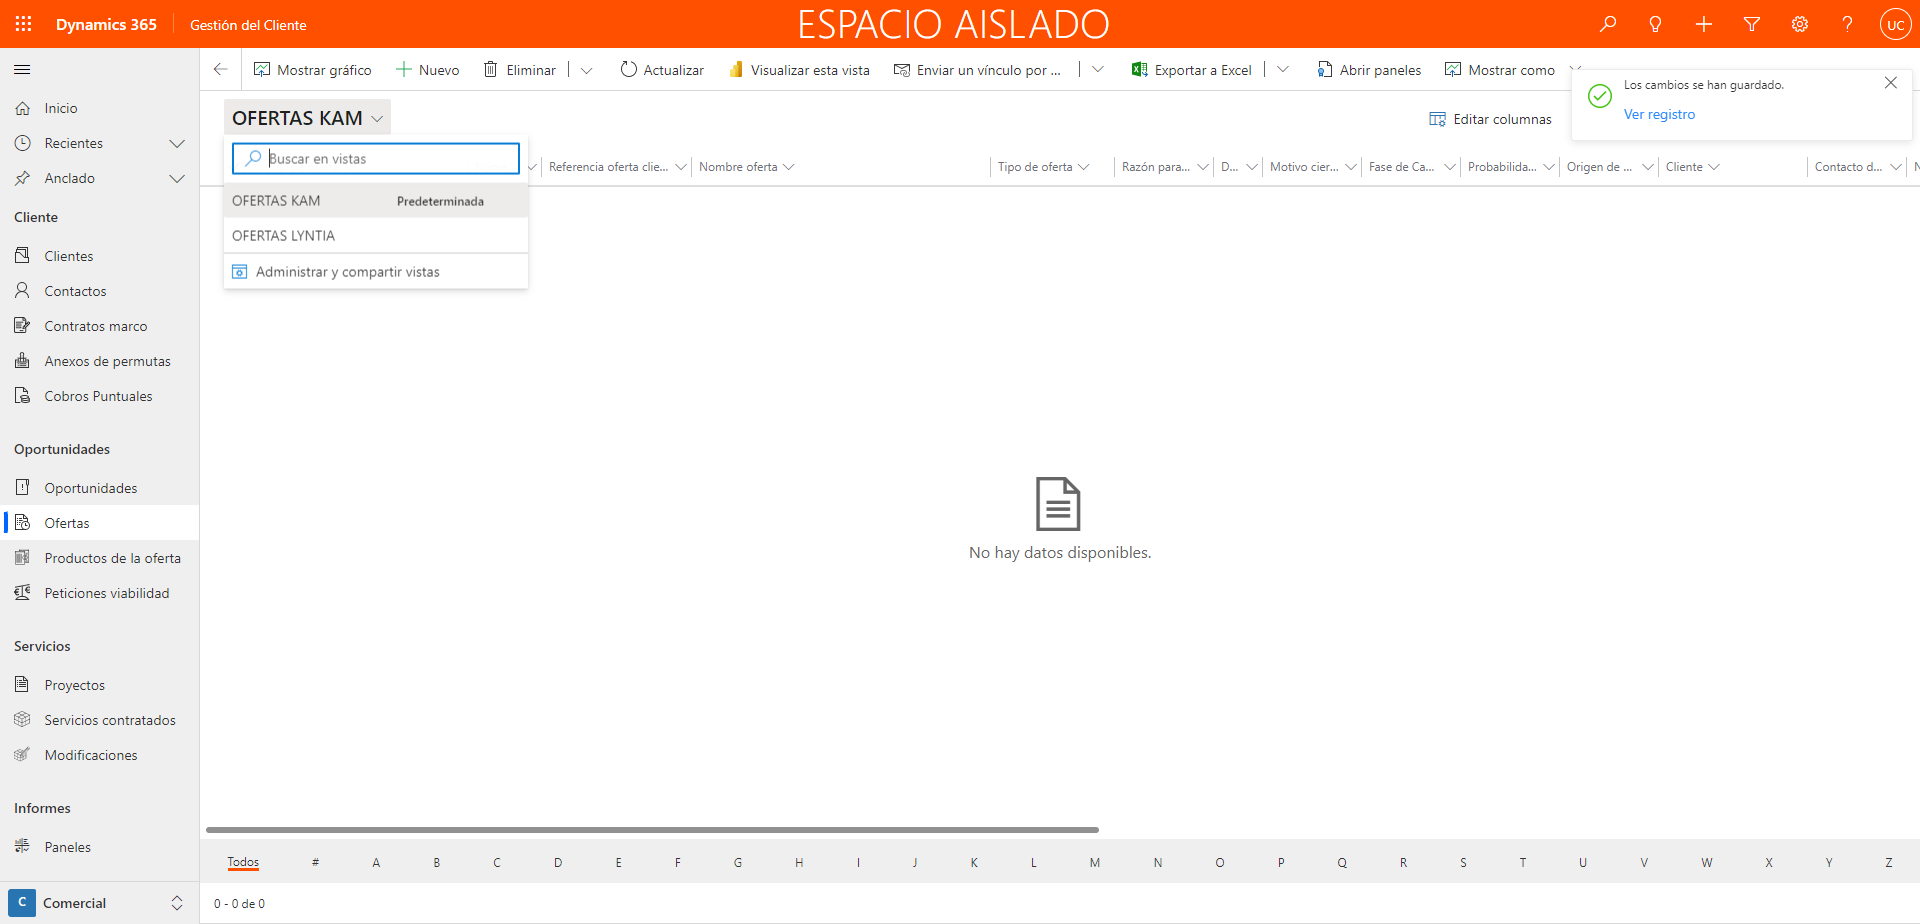 Dynamics 365
Gestión del Cliente
ESPACIO AISLADO
UC
Mostrar gráfico
Nuevo
Eliminar
Actualizar
Visualizar esta vista
Enviar un vínculo por ...
Exportar a Excel
Abrir paneles
Mostrar como
Los cambios se han guardado.
Ver registro
Inicio
Recientes
Anclado
Cliente
Clientes
Contactos
Contratos marco
Anexos de permutas
Cobros Puntuales
Oportunidades
Oportunidades
Ofertas
Productos de la oferta
Peticiones viabilidad
Servicios
Proyectos
Servicios contratados
Modificaciones
Informes
Paneles
C Comercial
OFERTAS KAM
Editar columnas
Buscar en vistas
OFERTAS KAM Predeterminada
OFERTAS LYNTIA
Administrar y compartir vistas
Referencia oferta clie... Nombre oferta Tipo de oferta Razón para... D... Motivo cier... Fase de Ca... Probabilida... Origen de ... Cliente Contacto d...
No hay datos disponibles.
Todos # A B C D E F G H I J K L M N O P Q R S T U V W X Y Z
0 - 0 de 0